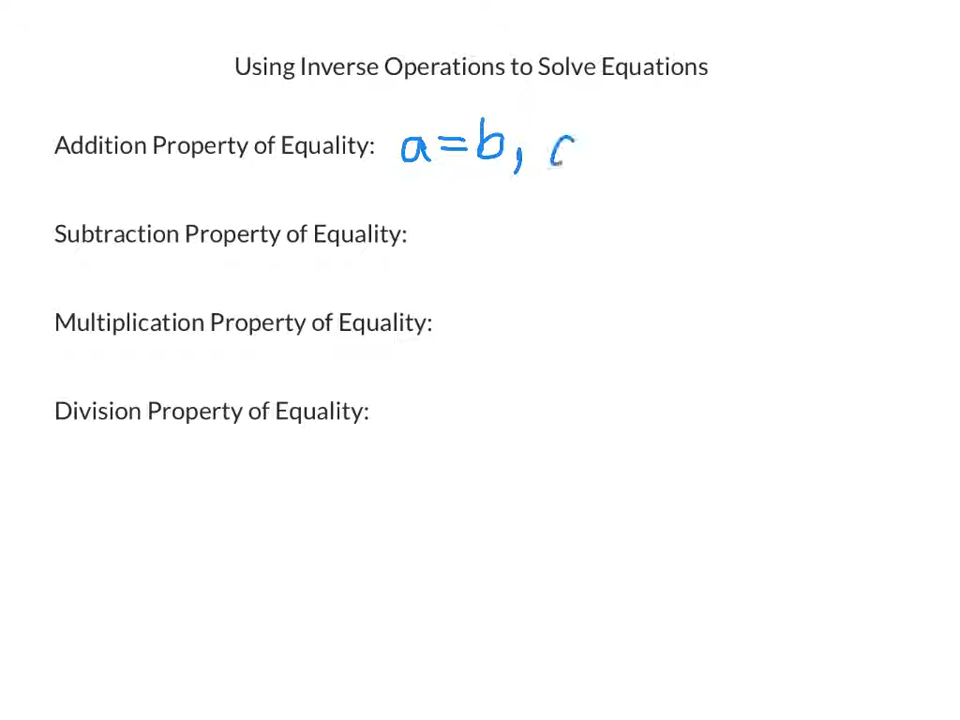 Using Inverse Operations to Solve Equations
Addition Property of Equality: a=b,
Subtraction Property of Equality:
Multiplication Property of Equality:
Division Property of Equality: